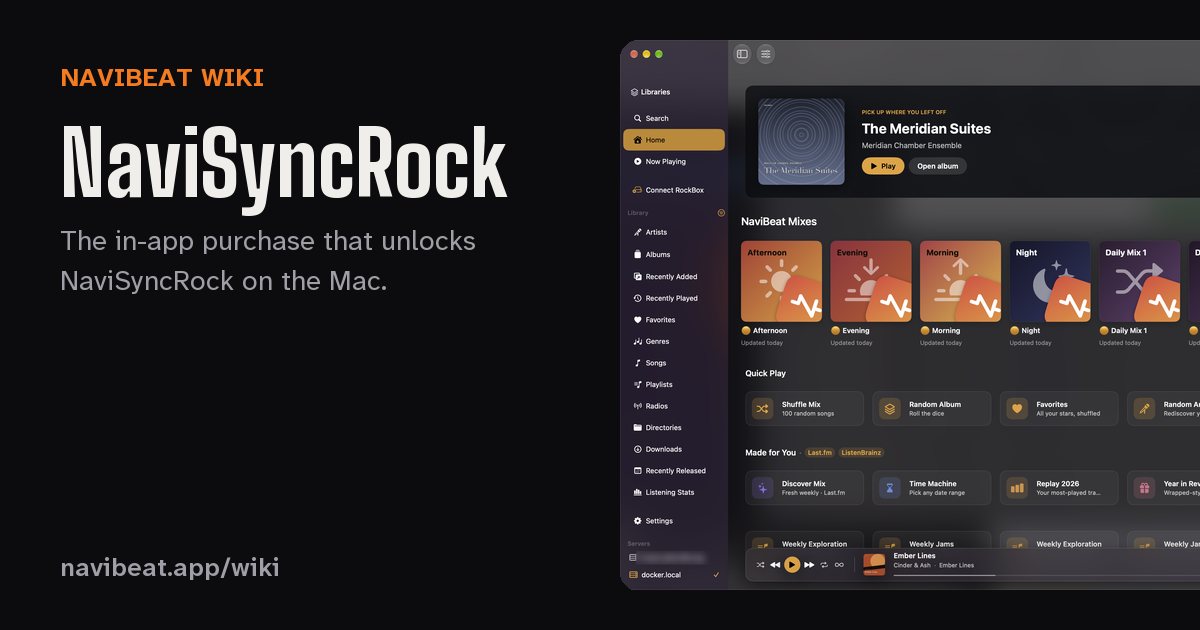 NAVIBEAT WIKI
NaviSyncRock
The in-app purchase that unlocks
NaviSyncRock on the Mac.
navibeat.app/wiki
Libraries
Search
Home
Now Playing
Connect RockBox
Library
Artists
Albums
Recently Added
Recently Played
Favorites
Genres
Songs
Playlists
Radios
Directories
Downloads
Recently Released
Listening Stats
Settings
Servers
docker.local
The Meridian Suites
PICK UP WHERE YOU LEFT OFF
The Meridian Suites
Meridian Chamber Ensemble
Play Open album
NaviBeat Mixes
Afternoon Evening Morning Night Daily Mix 1
Afternoon Evening Morning Night Daily Mix 1
Updated today Updated today Updated today Updated today Updated today
Quick Play
Shuffle Mix
100 random songs
Random Album
Roll the dice
Favorites
All your stars, shuffled
Random
Rediscover
Made for You · Last.fm ListenBrainz
Discover Mix
Fresh weekly · Last.fm
Time Machine
Pick any date range
Replay 2026
Your most-played tra...
Year in
Weekly Exploration Weekly Jams Weekly Exploration Weekly
Ember Lines
Cinder & Ash · Ember Lines